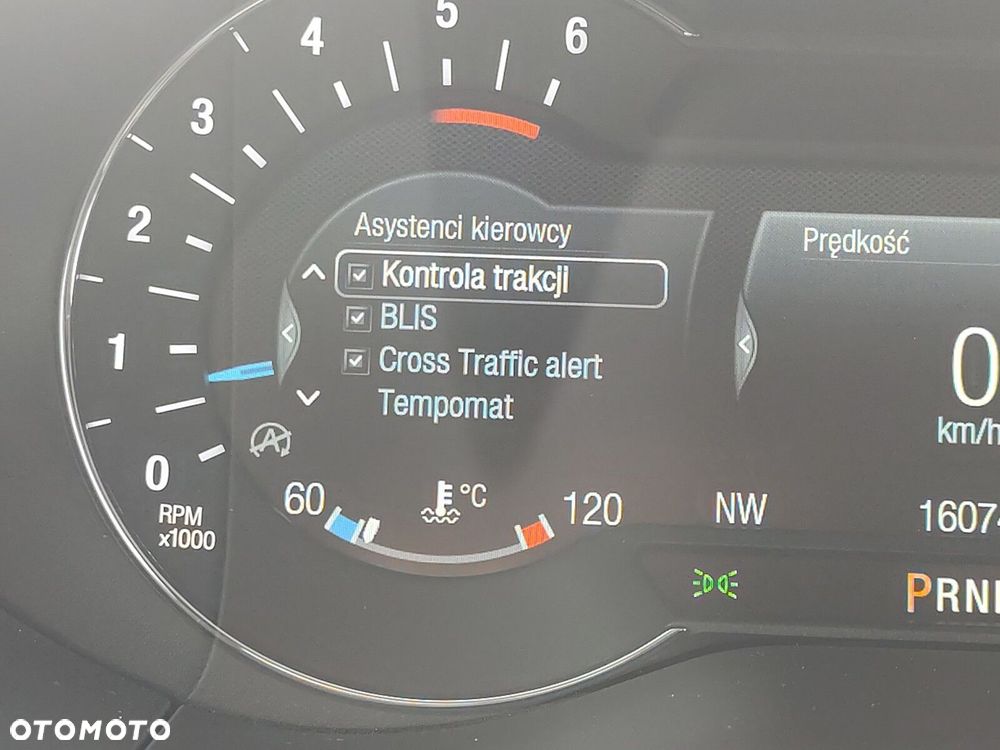 5
4
6
3
2
1
0
RPM
x1000
Asystenci kierowcy
Kontrola trakcji
BLIS
Cross Traffic alert
Tempomat
A
60
°C
120
Prędkość
0
km/h
NW
16074
PRN
OTOMOTO